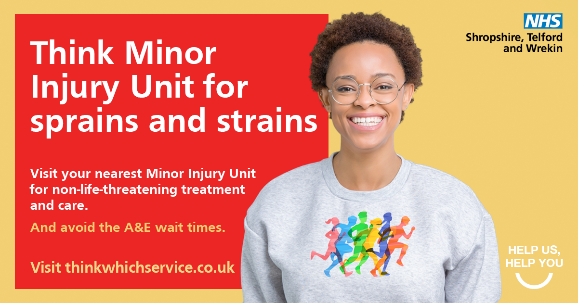 Think Minor
Injury Unit for
sprains and strains
Visit your nearest Minor Injury Unit
for non-life-threatening treatment
and care.
And avoid the A&E wait times.
Visit thinkwhichservice.co.uk
NHS
Shropshire, Telford
and Wrekin
HELP US,
HELP YOU